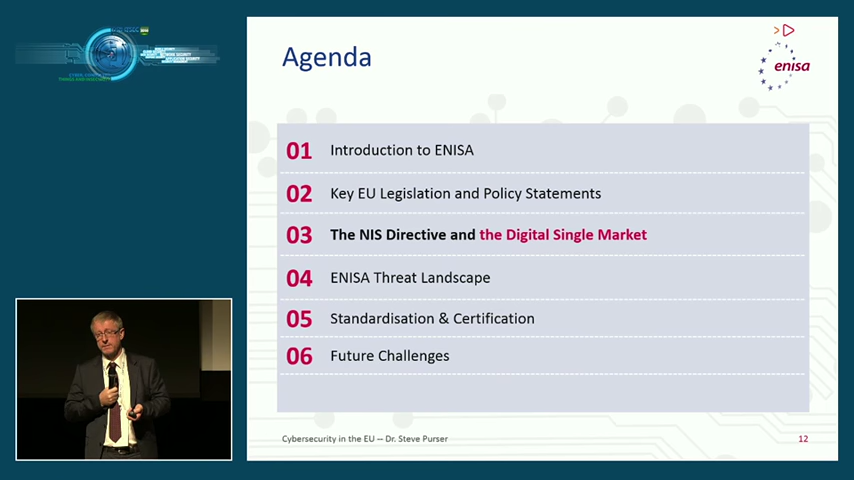 Agenda
enisa
01 Introduction to ENISA
02 Key EU Legislation and Policy Statements
03 The NIS Directive and the Digital Single Market
04 ENISA Threat Landscape
05 Standardisation & Certification
06 Future Challenges
Cybersecurity in the EU -- Dr. Steve Purser
12